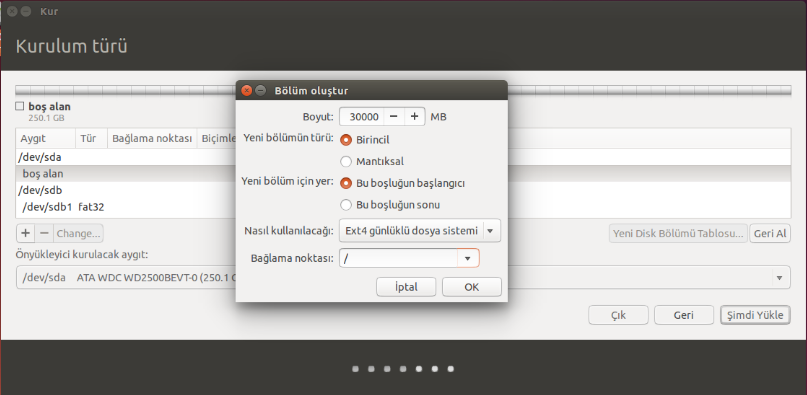 Kur
Kurulum türü
boş alan
250.1 GB
Aygıt Tür Bağlama noktası Biçimle
/dev/sda
boş alan
/dev/sdb
/dev/sdb1 fat32
+ − Change... Yeni Disk Bölümü Tablosu... Geri Al
Önyükleyici kurulacak aygıt:
/dev/sda ATA WDC WD2500BEVT-0 (250.1 G
Çık Geri Şimdi Yükle
Bölüm oluştur
Boyut: 30000 − + MB
Yeni bölümün türü: Birincil
Mantıksal
Yeni bölüm için yer: Bu boşluğun başlangıcı
Bu boşluğun sonu
Nasıl kullanılacağı: Ext4 günlüklü dosya sistemi
Bağlama noktası: /
İptal OK